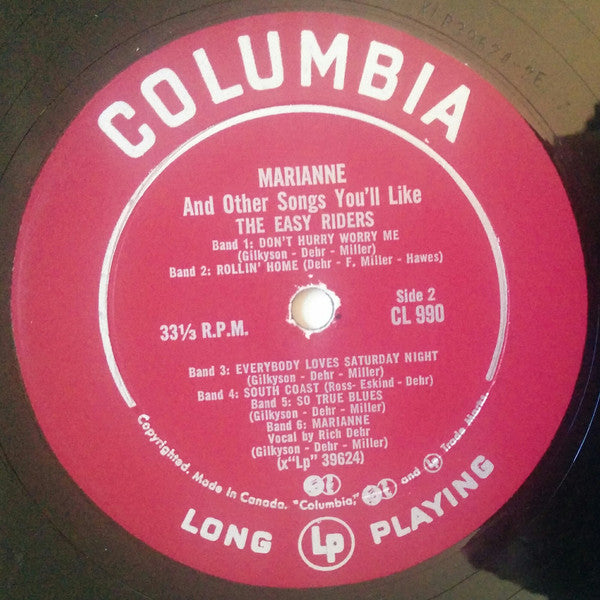 COLUMBIA
MARIANNE
And Other Songs You'll Like
THE EASY RIDERS
Band 1: DON'T HURRY WORRY ME
(Gilkyson - Dehr - Miller)
Band 2: ROLLIN' HOME (Dehr - F. Miller - Hawes)
33⅓ R.P.M.
Side 2
CL 990
Band 3: EVERYBODY LOVES SATURDAY NIGHT
(Gilkyson - Dehr - Miller)
Band 4: SOUTH COAST (Ross- Eskind - Dehr)
Band 5: SO TRUE BLUES
(Gilkyson - Dehr - Miller)
Band 6: MARIANNE
Vocal by Rich Dehr
(Gilkyson - Dehr - Miller)
(x"Lp" 39624)
Copyrighted. Made in Canada. "Columbia," and Lp Trade Marks.
LONG Lp PLAYING